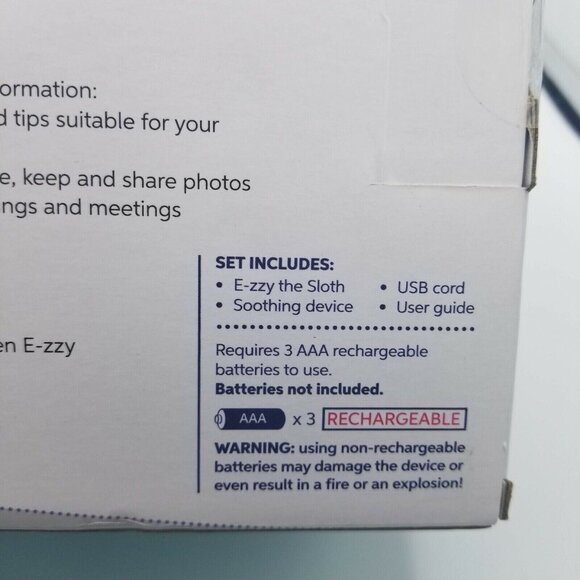 ormation:
d tips suitable for your
e, keep and share photos
ngs and meetings
en E-zzy
SET INCLUDES:
• E-zzy the Sloth
• USB cord
• Soothing device
• User guide
Requires 3 AAA rechargeable
batteries to use.
Batteries not included.
AAA x 3 RECHARGEABLE
WARNING: using non-rechargeable
batteries may damage the device or
even result in a fire or an explosion!